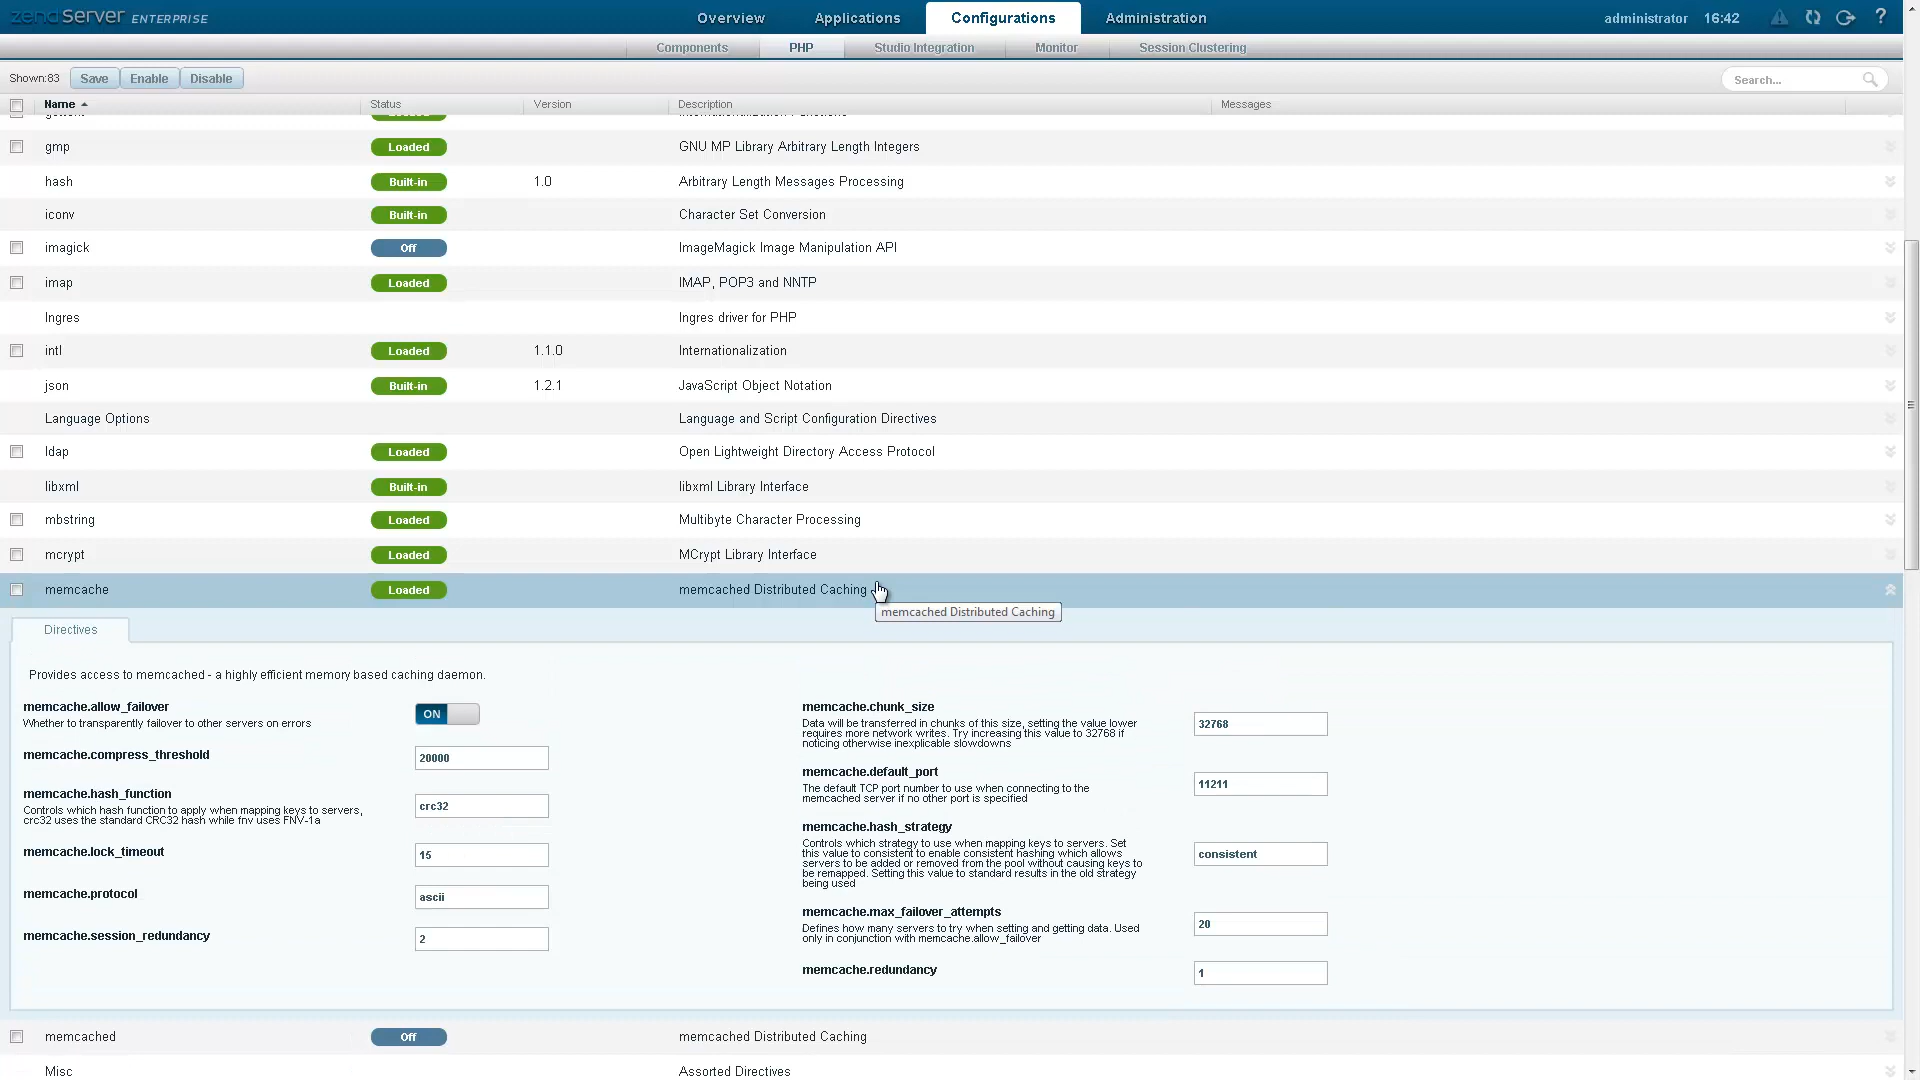 zendServer ENTERPRISE
Overview Applications Configurations Administration
administrator 16:42 ?
Components PHP Studio Integration Monitor Session Clustering
Shown:83 Save Enable Disable Search...
Name Status Version Description Messages
gmp Loaded GNU MP Library Arbitrary Length Integers
hash Built-in 1.0 Arbitrary Length Messages Processing
iconv Built-in Character Set Conversion
imagick Off ImageMagick Image Manipulation API
imap Loaded IMAP, POP3 and NNTP
Ingres Ingres driver for PHP
intl Loaded 1.1.0 Internationalization
json Built-in 1.2.1 JavaScript Object Notation
Language Options Language and Script Configuration Directives
ldap Loaded Open Lightweight Directory Access Protocol
libxml Built-in libxml Library Interface
mbstring Loaded Multibyte Character Processing
mcrypt Loaded MCrypt Library Interface
memcache Loaded memcached Distributed Caching
memcached Distributed Caching
Directives
Provides access to memcached - a highly efficient memory based caching daemon.
memcache.allow_failover
Whether to transparently failover to other servers on errors
ON
memcache.compress_threshold
20000
memcache.hash_function
Controls which hash function to apply when mapping keys to servers,
crc32 uses the standard CRC32 hash while fnv uses FNV-1a
crc32
memcache.lock_timeout
15
memcache.protocol
ascii
memcache.session_redundancy
2
memcache.chunk_size
Data will be transferred in chunks of this size, setting the value lower
requires more network writes. Try increasing this value to 32768 if
noticing otherwise inexplicable slowdowns
32768
memcache.default_port
The default TCP port number to use when connecting to the
memcached server if no other port is specified
11211
memcache.hash_strategy
Controls which strategy to use when mapping keys to servers. Set
this value to consistent to enable consistent hashing which allows
servers to be added or removed from the pool without causing keys to
be remapped. Setting this value to standard results in the old strategy
being used
consistent
memcache.max_failover_attempts
Defines how many servers to try when setting and getting data. Used
only in conjunction with memcache.allow_failover
20
memcache.redundancy
1
memcached Off memcached Distributed Caching
Misc Assorted Directives